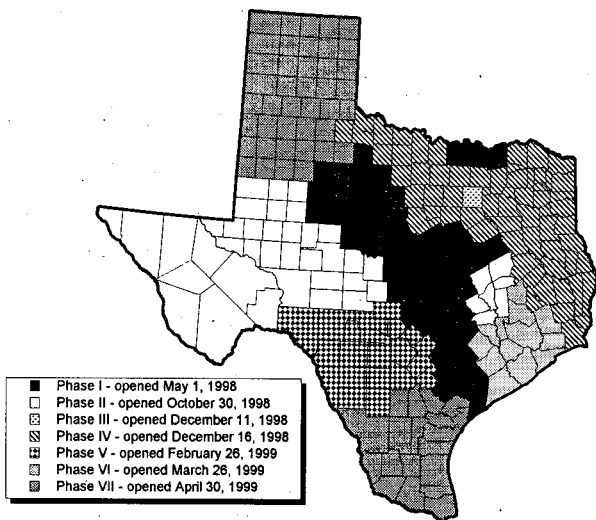 Phase I - opened May 1, 1998
Phase II - opened October 30, 1998
Phase III - opened December 11, 1998
Phase IV - opened December 16, 1998
Phase V - opened February 26, 1999
Phase VI - opened March 26, 1999
Phase VII - opened April 30, 1999